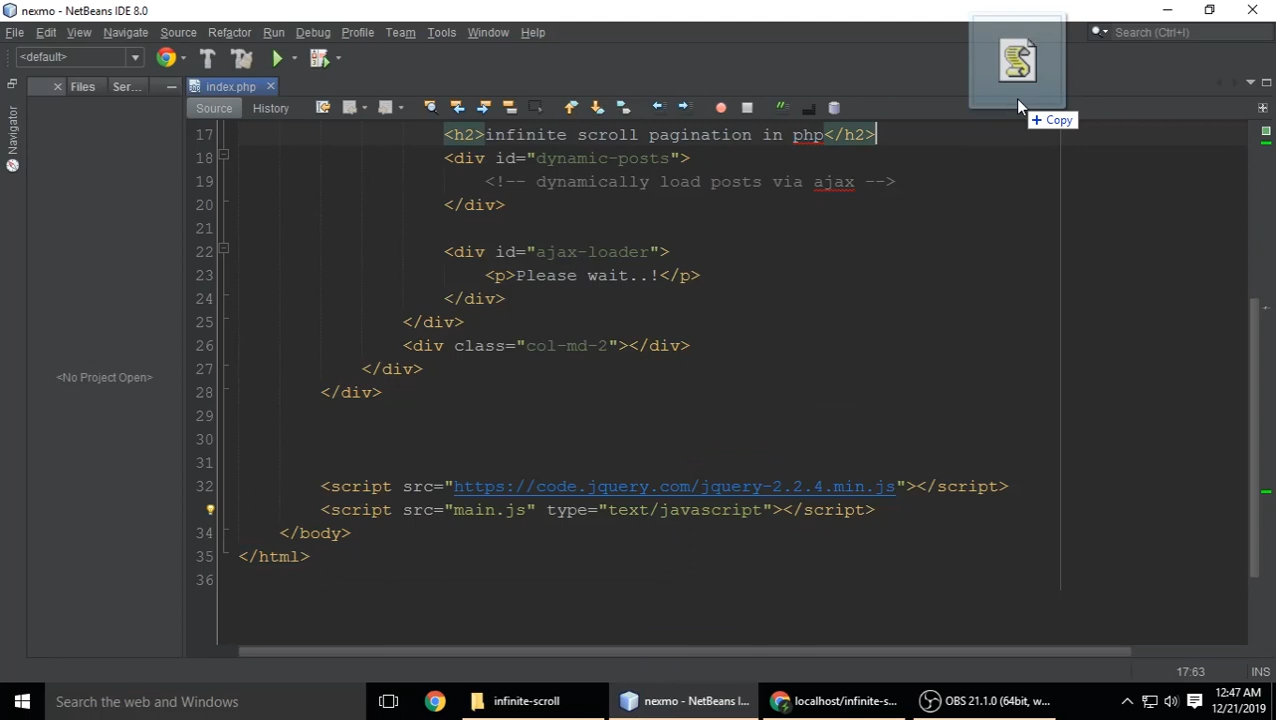 nexmo - NetBeans IDE 8.0
File Edit View Navigate Source Refactor Run Debug Profile Team Tools Window Help
Search (Ctrl+I)
<default>
Files Ser... index.php
Source History
Copy
Navigator
<No Project Open>
17 <h2>infinite scroll pagination in php</h2>
18 <div id="dynamic-posts">
19 <!-- dynamically load posts via ajax -->
20 </div>
21
22 <div id="ajax-loader">
23 <p>Please wait..!</p>
24 </div>
25 </div>
26 <div class="col-md-2"></div>
27 </div>
28 </div>
29
30
31
32 <script src="https://code.jquery.com/jquery-2.2.4.min.js"></script>
<script src="main.js" type="text/javascript"></script>
34 </body>
35 </html>
36
17:63 INS
Search the web and Windows
infinite-scroll
nexmo - NetBeans I...
localhost/infinite-s...
OBS 21.1.0 (64bit, w...
12:47 AM
12/21/2019